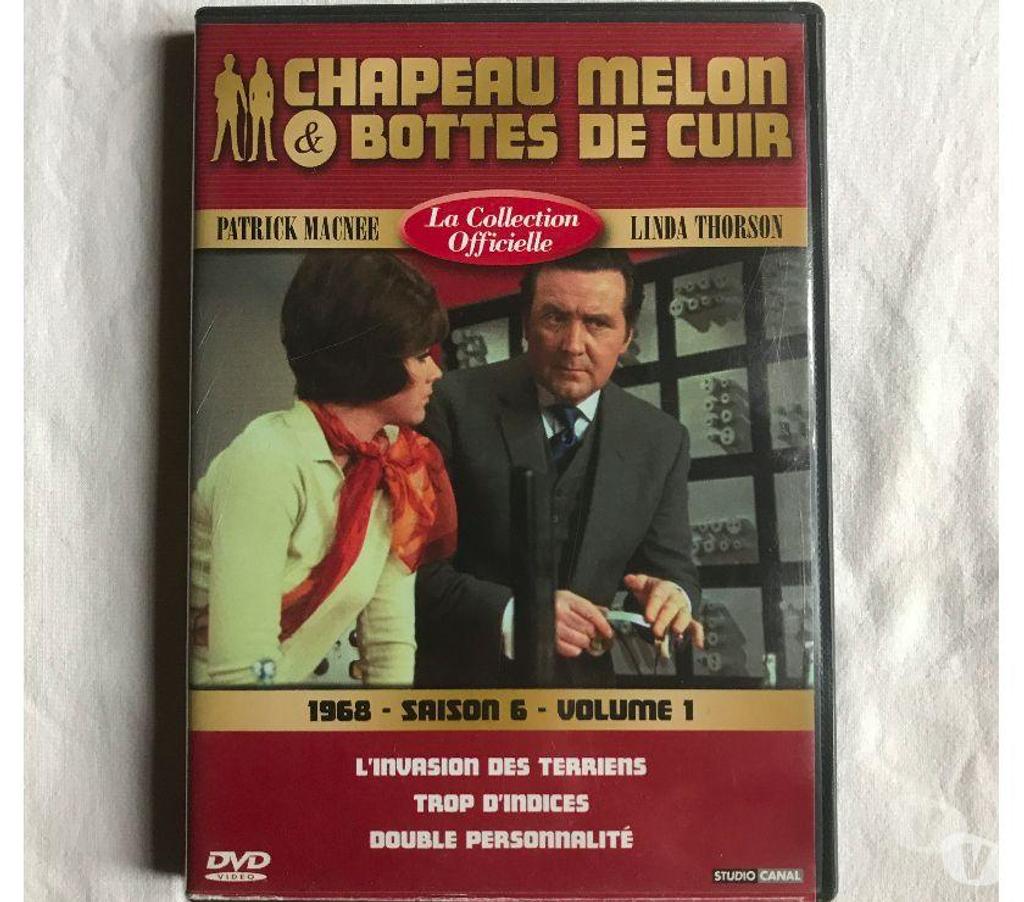 CHAPEAU MELON
& BOTTES DE CUIR
PATRICK MACNEE
La Collection
Officielle
LINDA THORSON
1968 - SAISON 6 - VOLUME 1
L'INVASION DES TERRIENS
TROP D'INDICES
DOUBLE PERSONNALITÉ
DVD
VIDEO
STUDIO CANAL
V